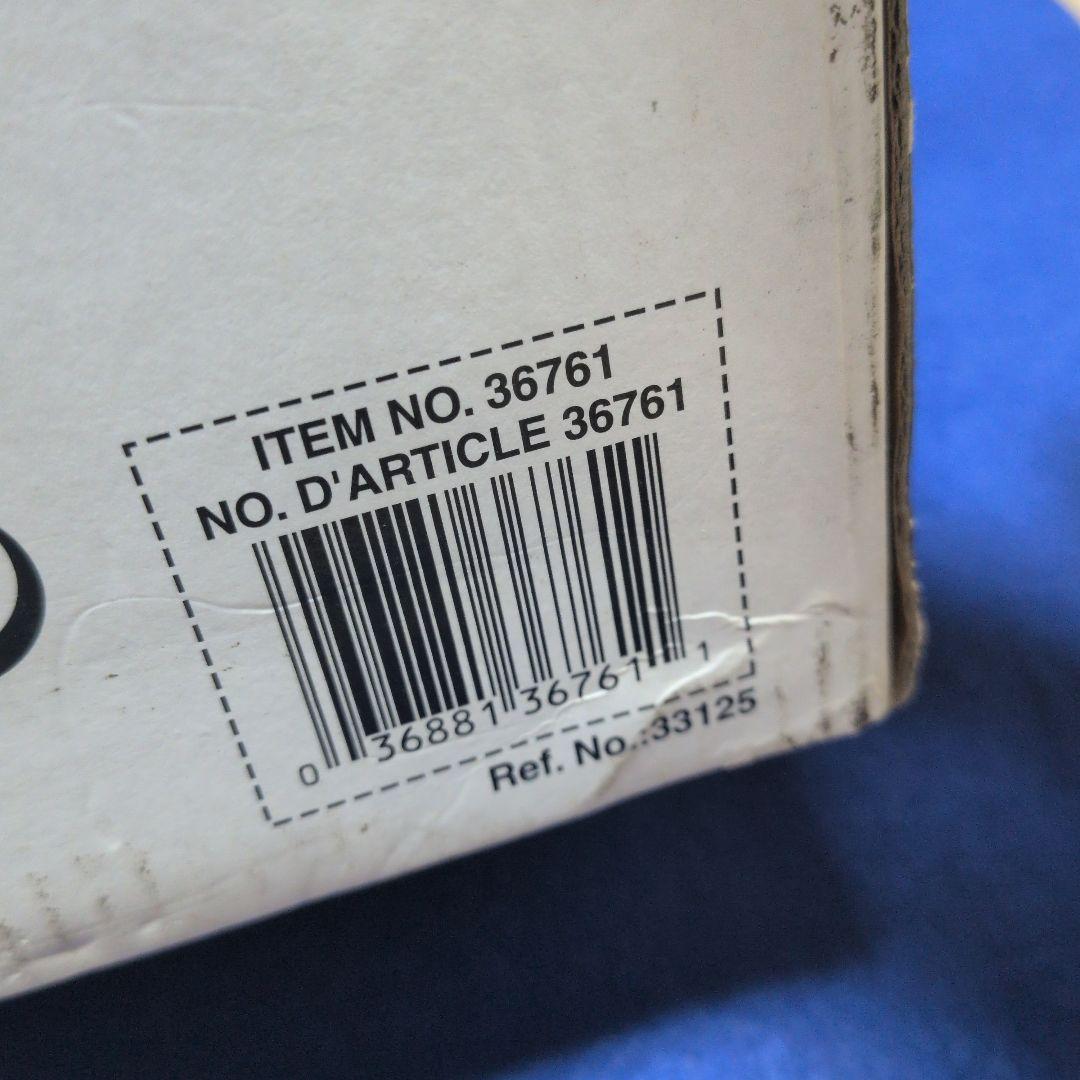 ITEM NO. 36761
NO. D'ARTICLE 36761
0 36881 36761 1
Ref. No.:33125